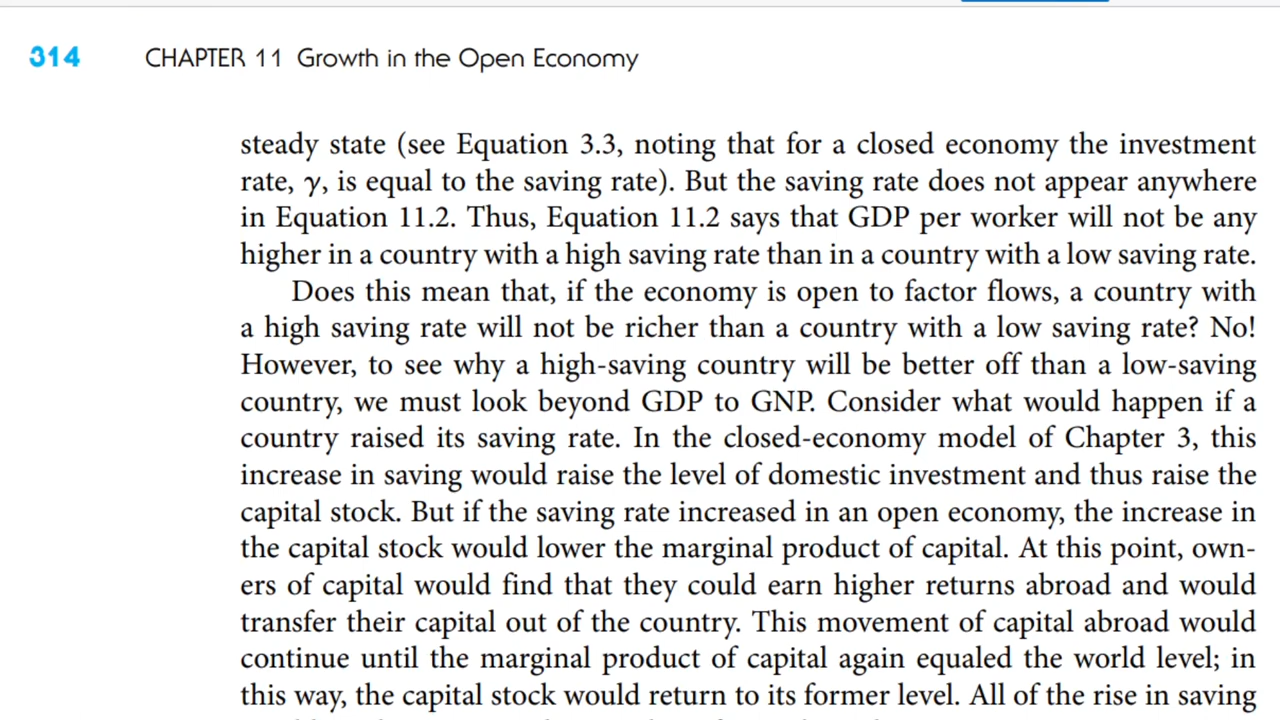 314 CHAPTER 11 Growth in the Open Economy
steady state (see Equation 3.3, noting that for a closed economy the investment
rate, γ, is equal to the saving rate). But the saving rate does not appear anywhere
in Equation 11.2. Thus, Equation 11.2 says that GDP per worker will not be any
higher in a country with a high saving rate than in a country with a low saving rate.
Does this mean that, if the economy is open to factor flows, a country with
a high saving rate will not be richer than a country with a low saving rate? No!
However, to see why a high-saving country will be better off than a low-saving
country, we must look beyond GDP to GNP. Consider what would happen if a
country raised its saving rate. In the closed-economy model of Chapter 3, this
increase in saving would raise the level of domestic investment and thus raise the
capital stock. But if the saving rate increased in an open economy, the increase in
the capital stock would lower the marginal product of capital. At this point, own-
ers of capital would find that they could earn higher returns abroad and would
transfer their capital out of the country. This movement of capital abroad would
continue until the marginal product of capital again equaled the world level; in
this way, the capital stock would return to its former level. All of the rise in saving